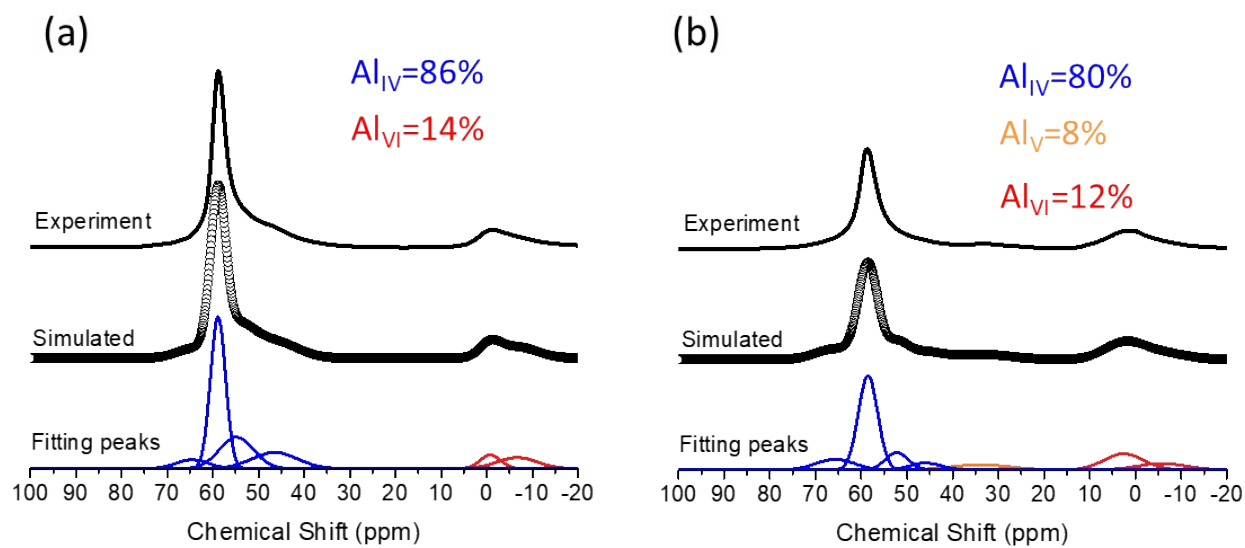 (a)
Al_IV=86%
Al_VI=14%
Experiment
Simulated
Fitting peaks
100 90 80 70 60 50 40 30 20 10 0 -10 -20
Chemical Shift (ppm)
(b)
Al_IV=80%
Al_V=8%
Al_VI=12%
Experiment
Simulated
Fitting peaks
100 90 80 70 60 50 40 30 20 10 0 -10 -20
Chemical Shift (ppm)